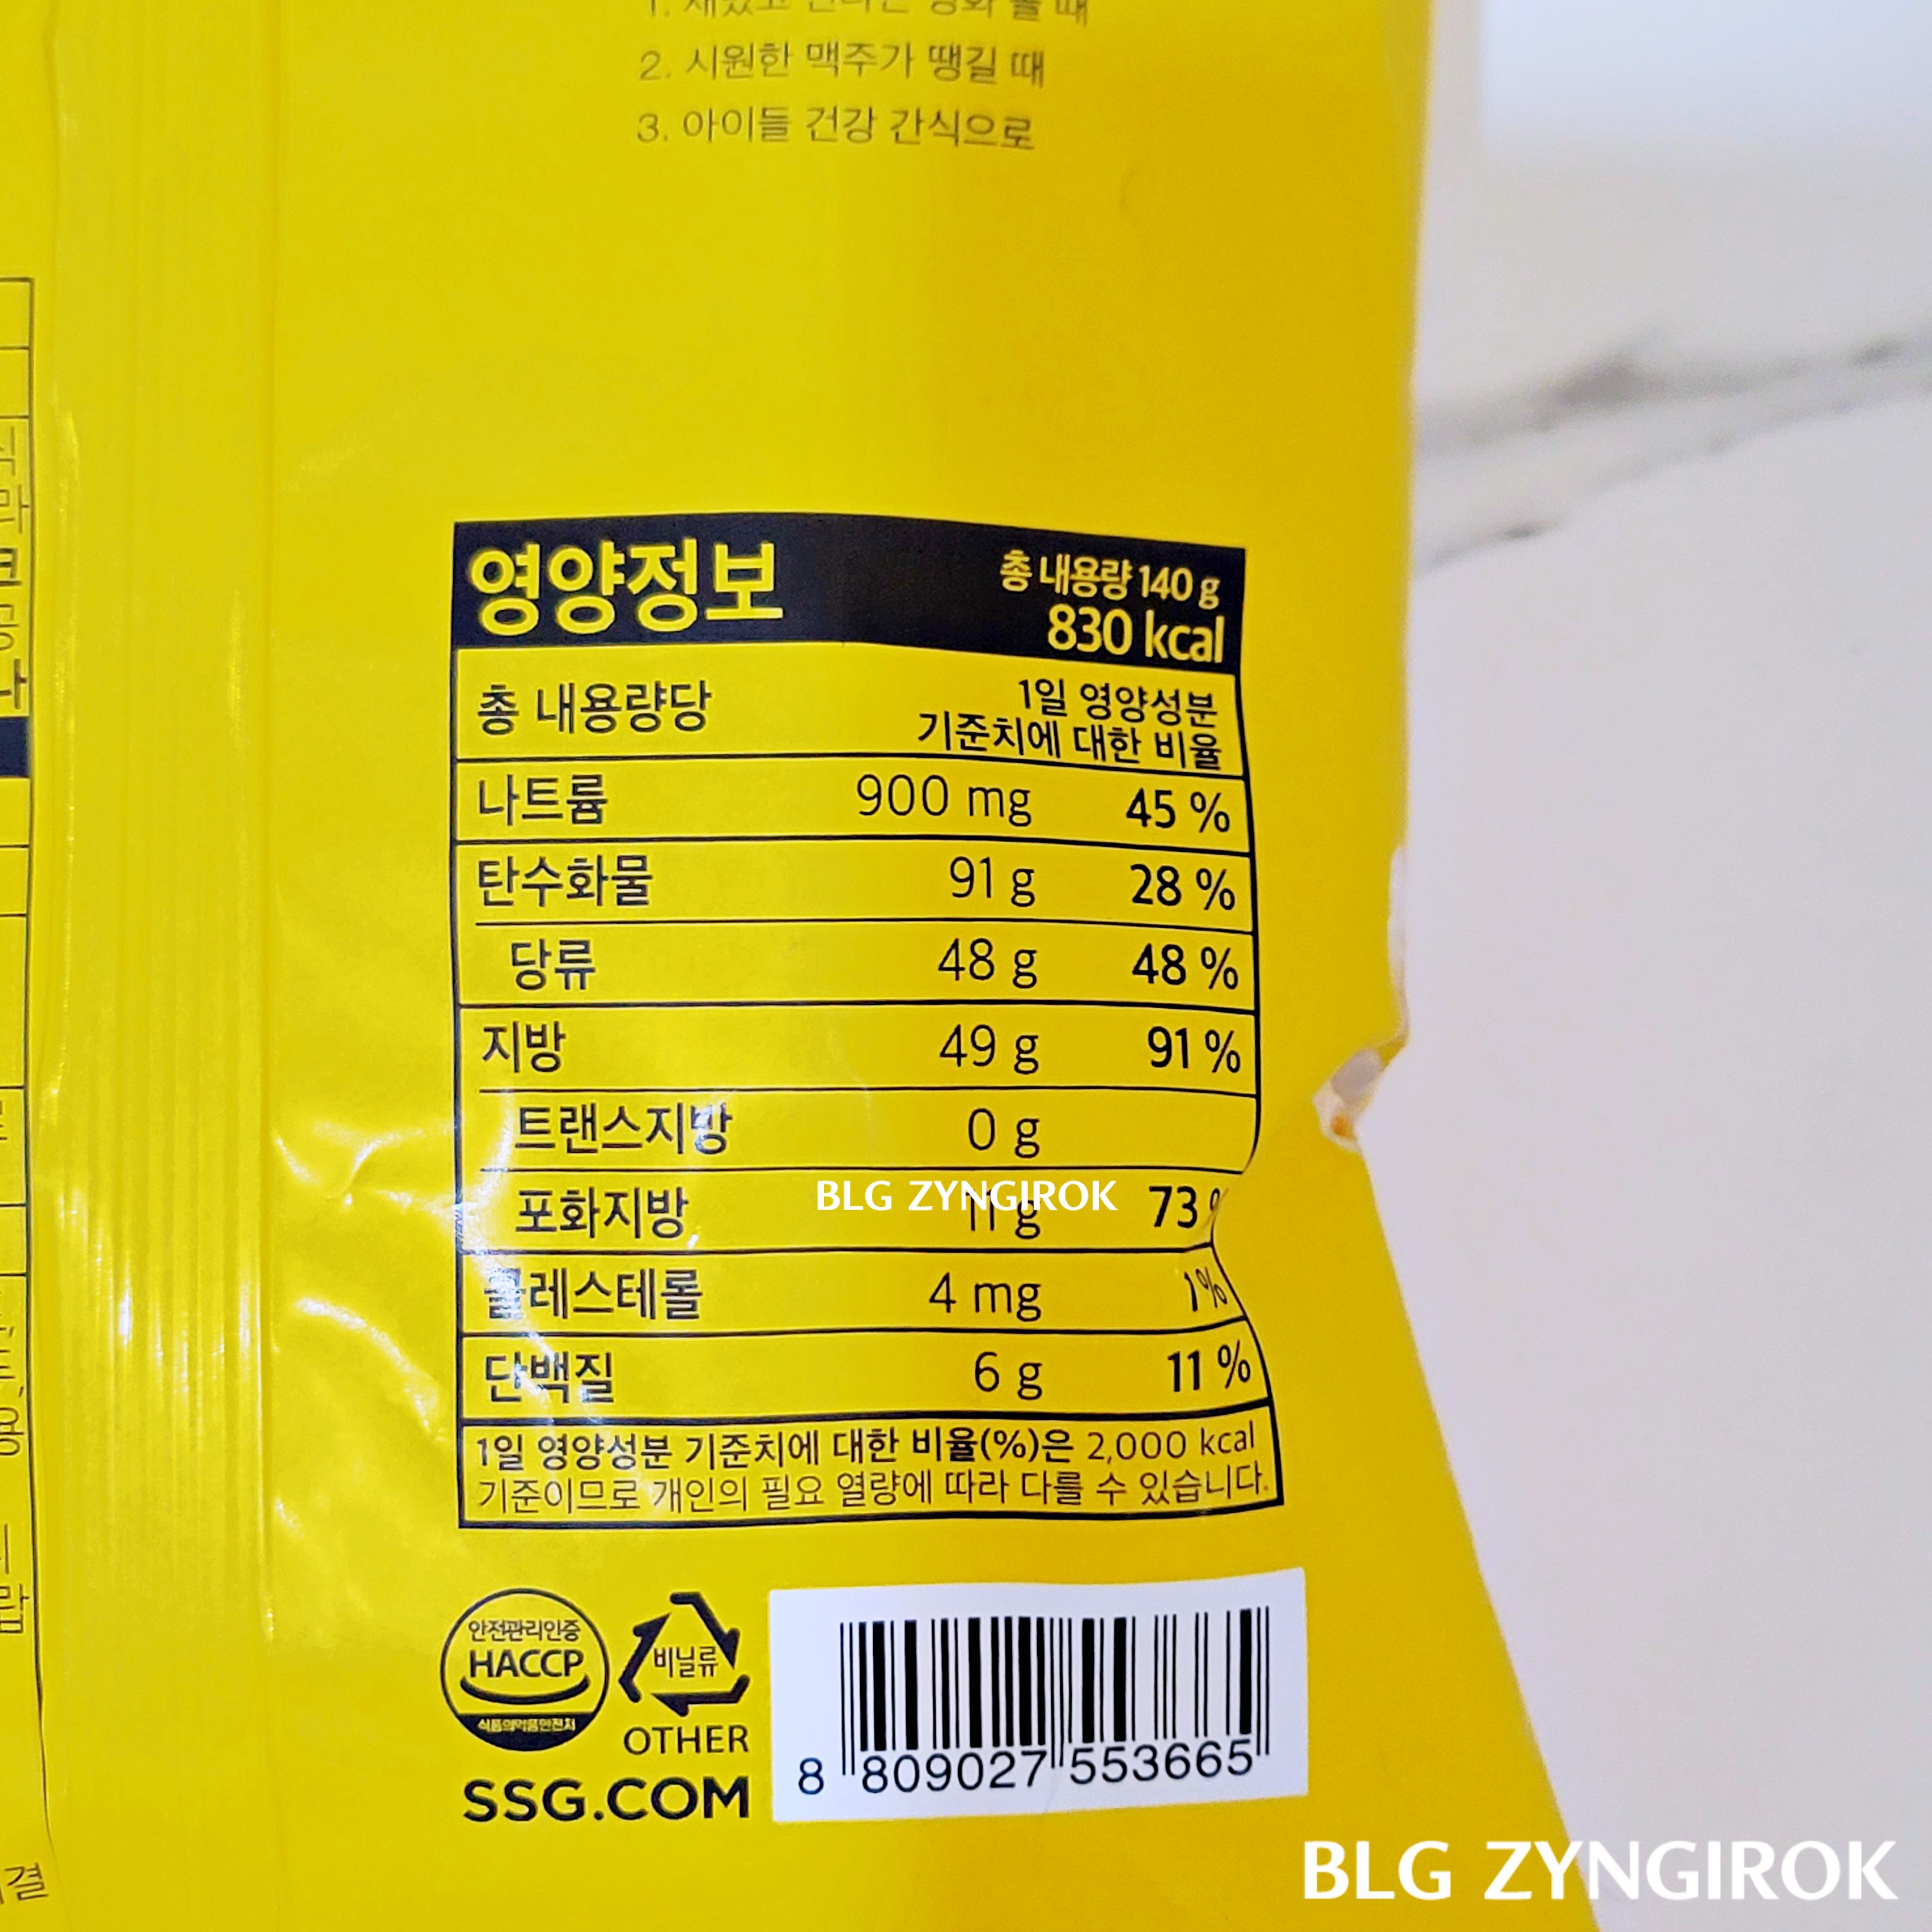 2. 시원한 맥주가 땡길 때
3. 아이들 건강 간식으로
영양정보
총 내용량 140 g
830 kcal
총 내용량당
1일 영양성분
기준치에 대한 비율
나트륨 900 mg 45 %
탄수화물 91 g 28 %
당류 48 g 48 %
지방 49 g 91 %
트랜스지방 0 g
포화지방 11 g 73 %
콜레스테롤 4 mg 1 %
단백질 6 g 11 %
1일 영양성분 기준치에 대한 비율(%)은 2,000 kcal
기준이므로 개인의 필요 열량에 따라 다를 수 있습니다.
BLG ZYNGIROK
안전관리인증
HACCP
식품의약품안전처
비닐류
OTHER
SSG.COM
8 809027 553665
BLG ZYNGIROK